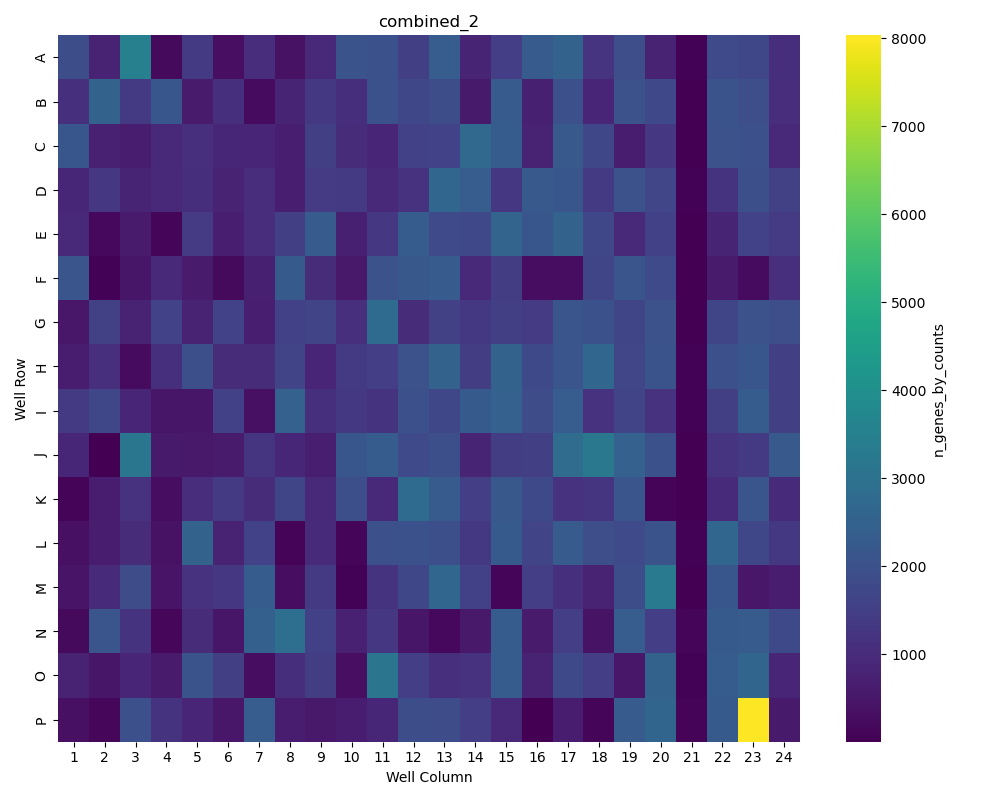 combined_2
A
B
C
D
E
F
G
H
I
J
K
L
M
N
O
P
Well Row
1 2 3 4 5 6 7 8 9 10 11 12 13 14 15 16 17 18 19 20 21 22 23 24
Well Column
8000
7000
6000
5000
4000
3000
2000
1000
n_genes_by_counts